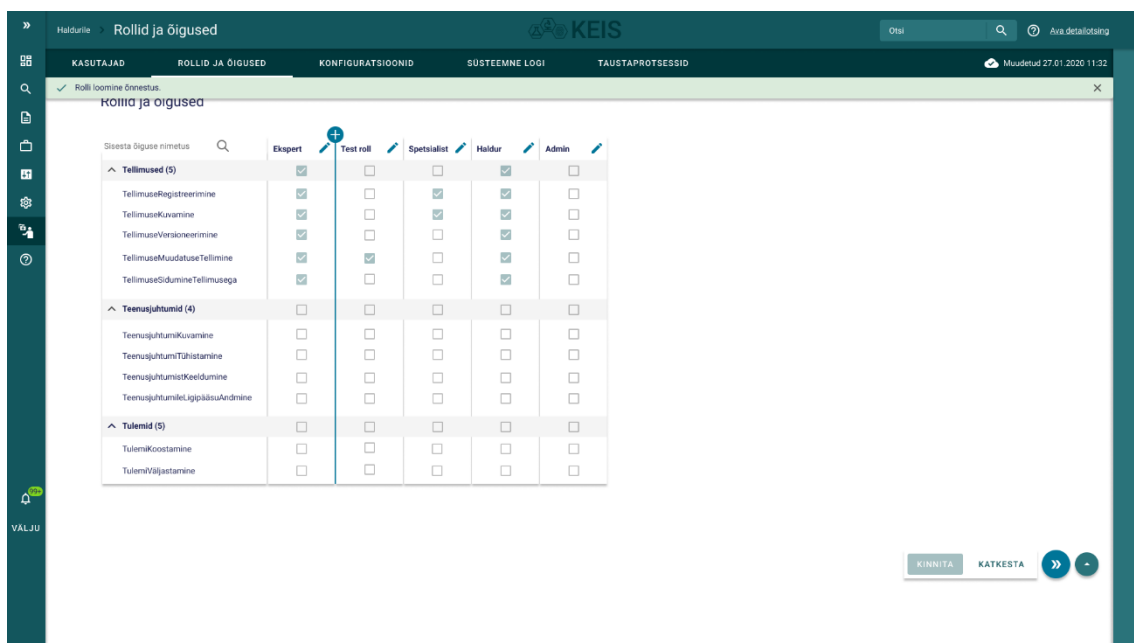 Haldurile > Rollid ja õigused
KEIS
Otsi
Ava detailotsing
KASUTAJAD ROLLID JA ÕIGUSED KONFIGURATSIOONID SÜSTEEMNE LOGI TAUSTAPROTSESSID
Muudetud 27.01.2020 11:32
Rolli loomine õnnestus.
Rollid ja õigused
Sisesta õiguse nimetus
Ekspert Test roll Spetsialist Haldur Admin
Tellimused (5)
TellimuseRegistreerimine
TellimuseKuvamine
TellimuseVersioneerimine
TellimuseMuudatuseTellimine
TellimuseSidumineTellimusega
Teenusjuhtumid (4)
TeenusjuhtumiKuvamine
TeenusjuhtumiTühistamine
TeenusjuhtumistKeeldumine
TeenusjuhtumileLigipääsuAndmine
Tulemid (5)
TulemiKoostamine
TulemiVäljastamine
99+
VÄLJU
KINNITA KATKESTA